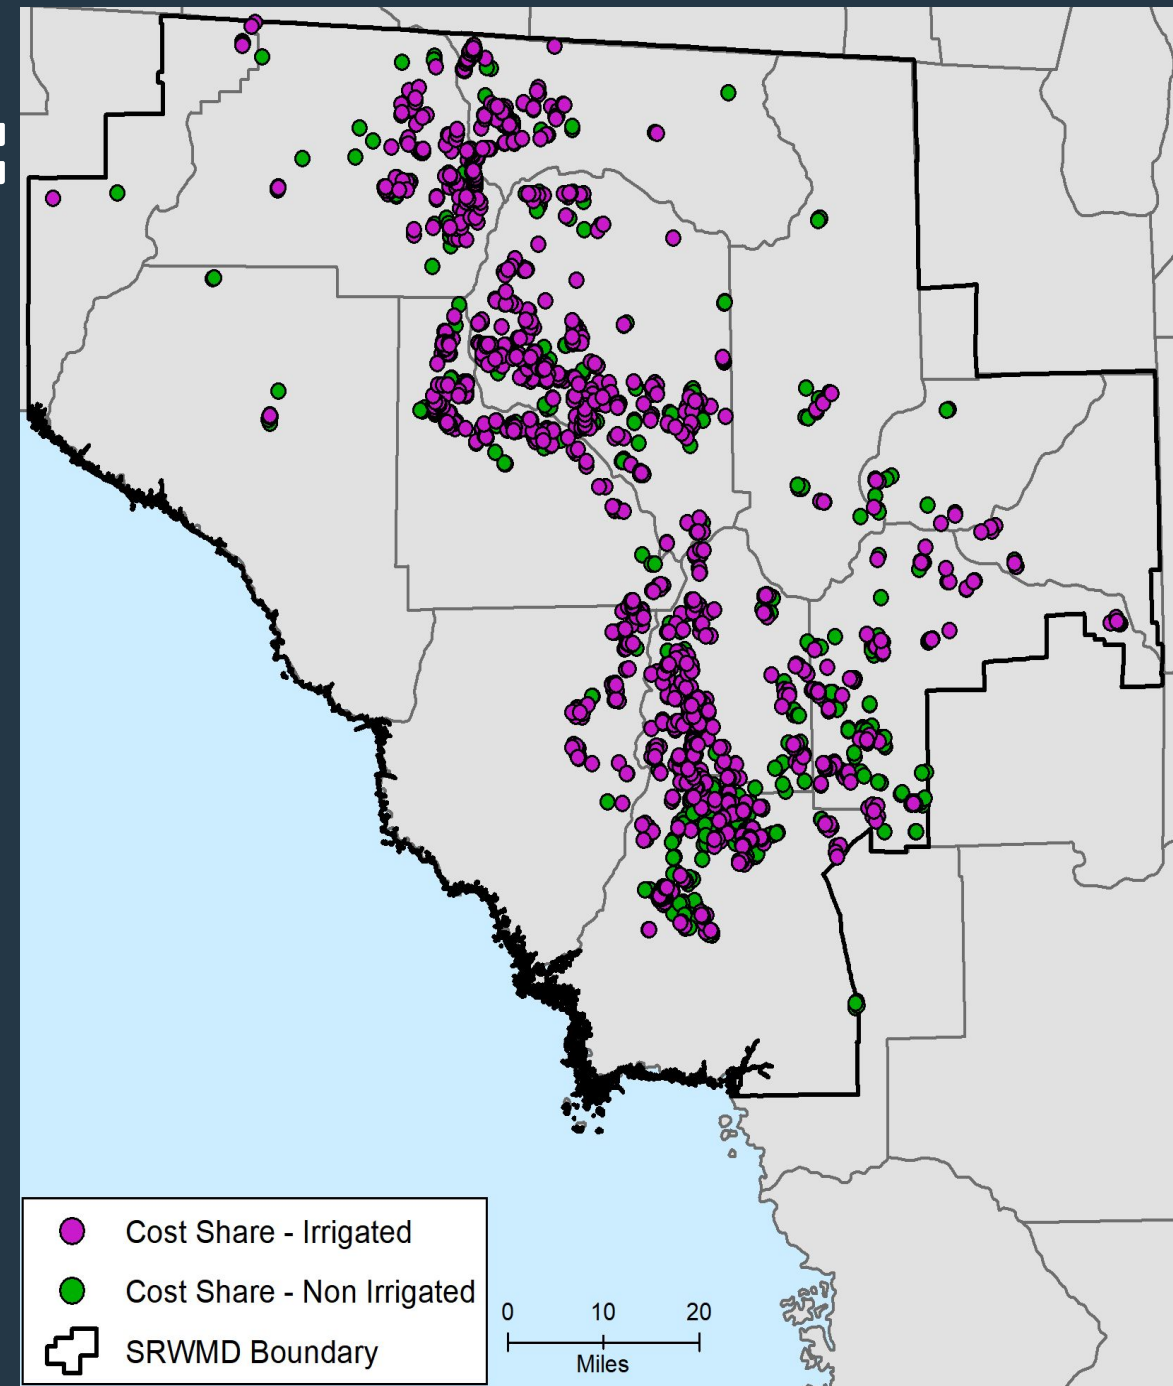 Cost Share - Irrigated
Cost Share - Non Irrigated
SRWMD Boundary
0 10 20
Miles